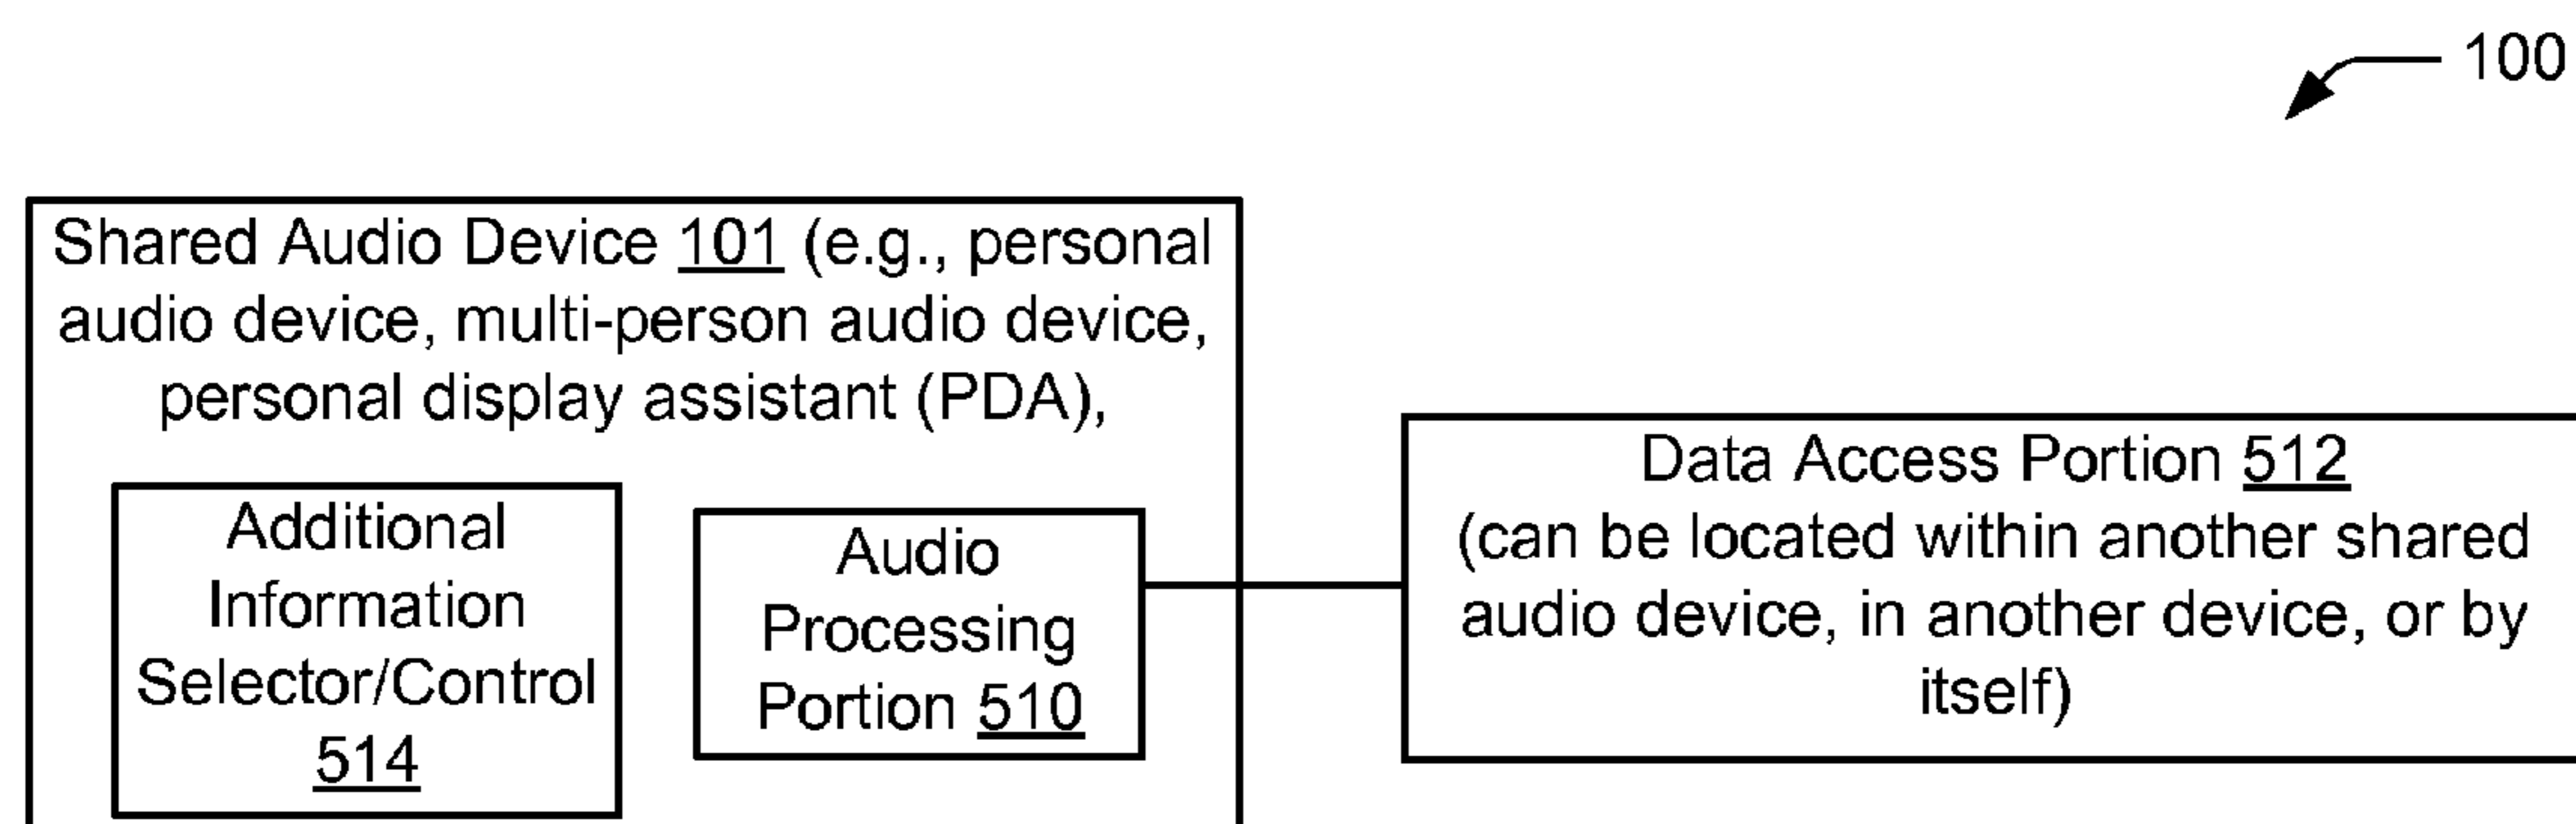 100
Shared Audio Device 101 (e.g., personal
audio device, multi-person audio device,
personal display assistant (PDA),
Additional
Information
Selector/Control
514
Audio
Processing
Portion 510
Data Access Portion 512
(can be located within another shared
audio device, in another device, or by
itself)